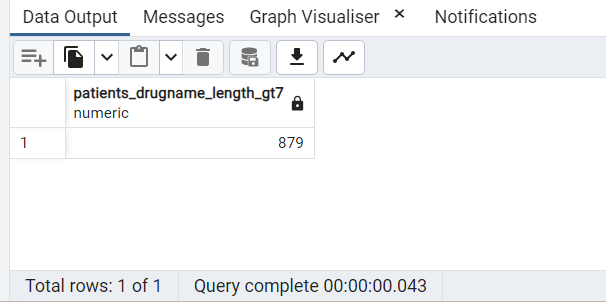 Data Output Messages Graph Visualiser × Notifications
patients_drugname_length_gt7
numeric
1 879
Total rows: 1 of 1 Query complete 00:00:00.043